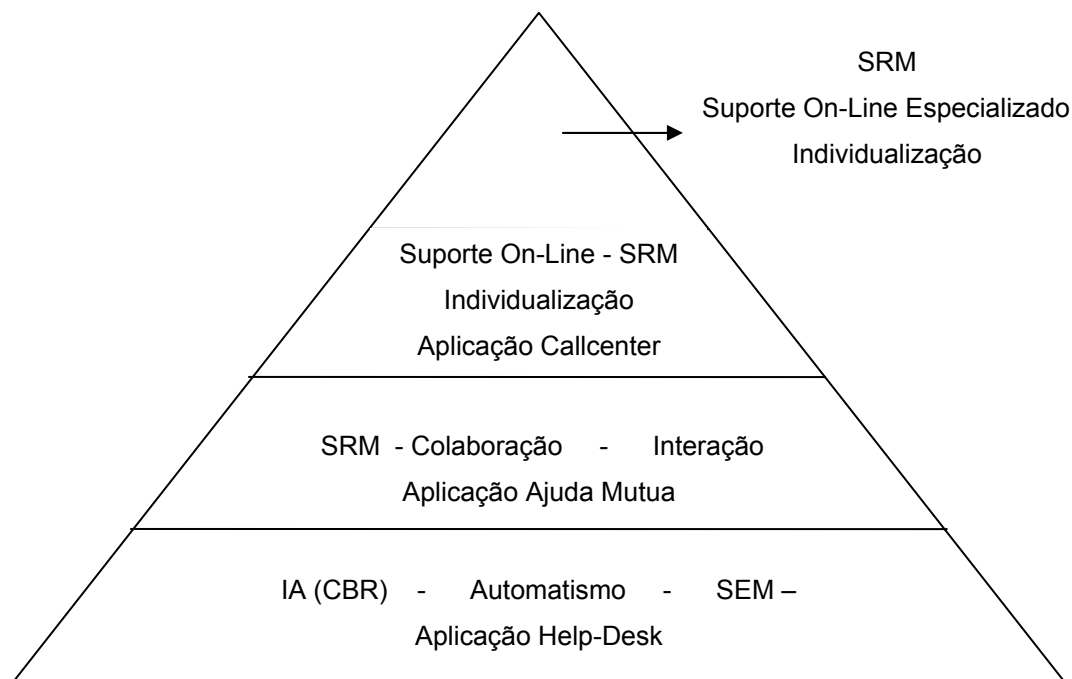 SRM
Suporte On-Line Especializado
Individualização
Suporte On-Line - SRM
Individualização
Aplicação Callcenter
SRM - Colaboração - Interação
Aplicação Ajuda Mutua
IA (CBR) - Automatismo - SEM –
Aplicação Help-Desk